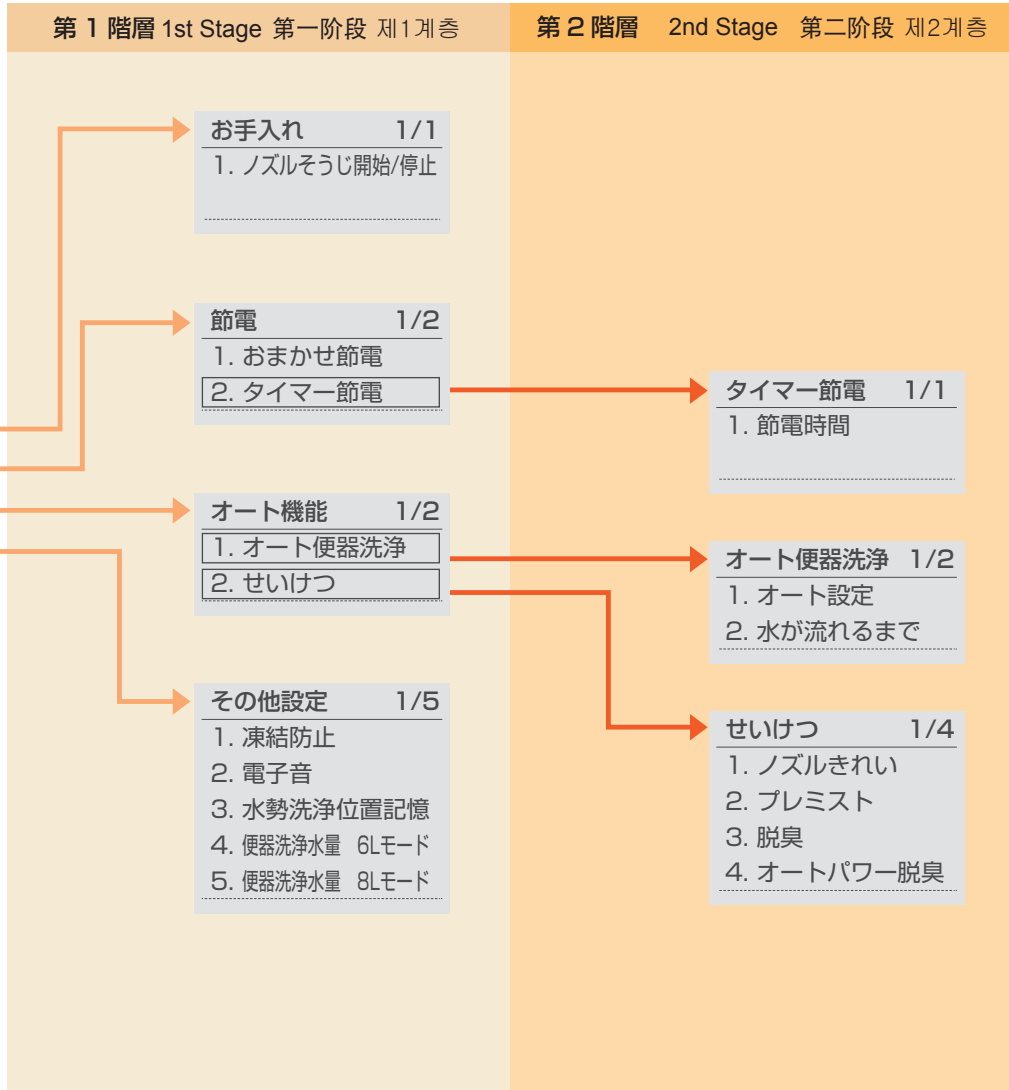 第 1 階層 1st Stage 第一阶段 제1계층
第 2 階層 2nd Stage 第二阶段 제2계층
お手入れ 1/1
1. ノズルそうじ開始/停止
節電 1/2
1. おまかせ節電
2. タイマー節電
オート機能 1/2
1. オート便器洗浄
2. せいけつ
その他設定 1/5
1. 凍結防止
2. 電子音
3. 水勢洗浄位置記憶
4. 便器洗浄水量 6Lモード
5. 便器洗浄水量 8Lモード
タイマー節電 1/1
1. 節電時間
オート便器洗浄 1/2
1. オート設定
2. 水が流れるまで
せいけつ 1/4
1. ノズルきれい
2. プレミスト
3. 脱臭
4. オートパワー脱臭